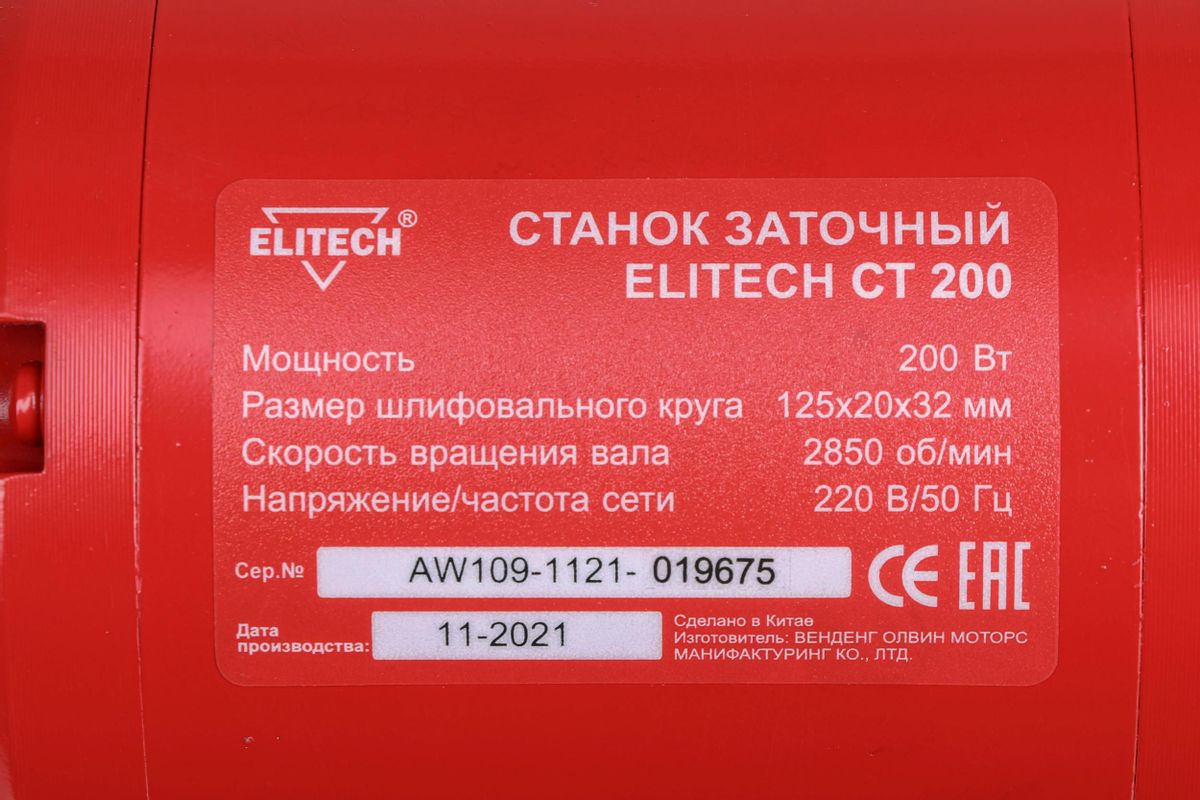 ELITECH®
СТАНОК ЗАТОЧНЫЙ
ELITECH СТ 200
Мощность 200 Вт
Размер шлифовального круга 125x20x32 мм
Скорость вращения вала 2850 об/мин
Напряжение/частота сети 220 В/50 Гц
Сер.№ AW109-1121- 019675
CE EAC
Дата
производства: 11-2021
Сделано в Китае
Изготовитель: ВЕНДЕНГ ОЛВИН МОТОРС
МАНИФАКТУРИНГ КО., ЛТД.